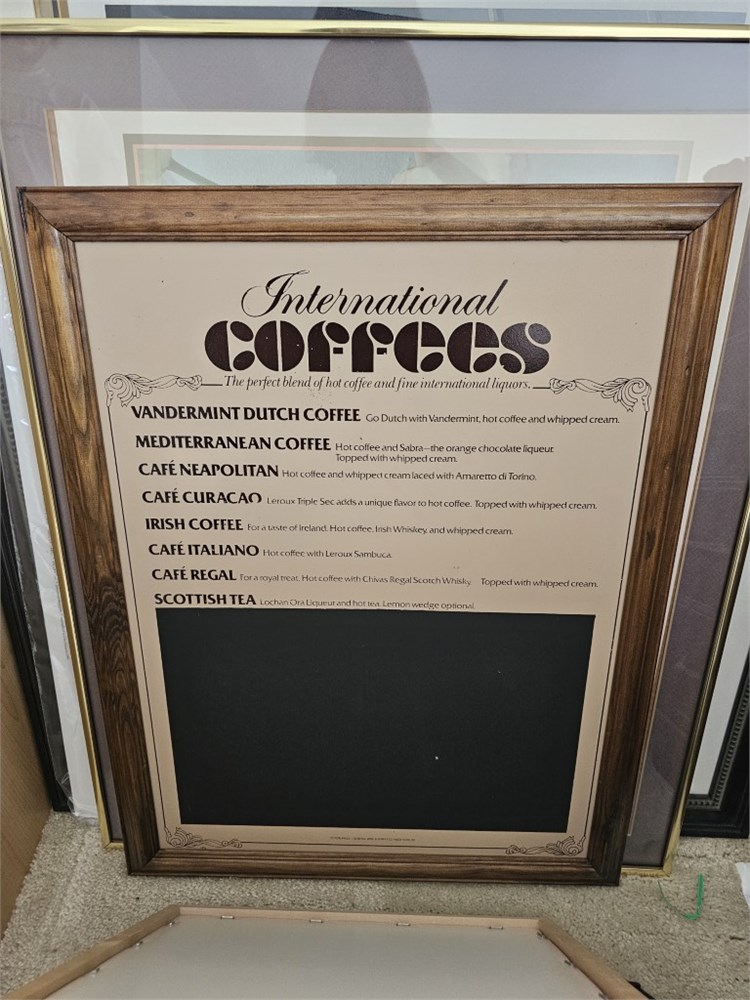 International
COFFEES
The perfect blend of hot coffee and fine international liquors.
VANDERMINT DUTCH COFFEE Go Dutch with Vandermint, hot coffee and whipped cream.
MEDITERRANEAN COFFEE Hot coffee and Sabra—the orange chocolate liqueur.
Topped with whipped cream.
CAFÉ NEAPOLITAN Hot coffee and whipped cream laced with Amaretto di Torino.
CAFÉ CURACAO Leroux Triple Sec adds a unique flavor to hot coffee. Topped with whipped cream.
IRISH COFFEE For a taste of Ireland. Hot coffee, Irish Whiskey, and whipped cream.
CAFÉ ITALIANO Hot coffee with Leroux Sambuca.
CAFÉ REGAL For a royal treat. Hot coffee with Chivas Regal Scotch Whisky. Topped with whipped cream.
SCOTTISH TEA Lochan Ora Liqueur and hot tea. Lemon wedge optional.